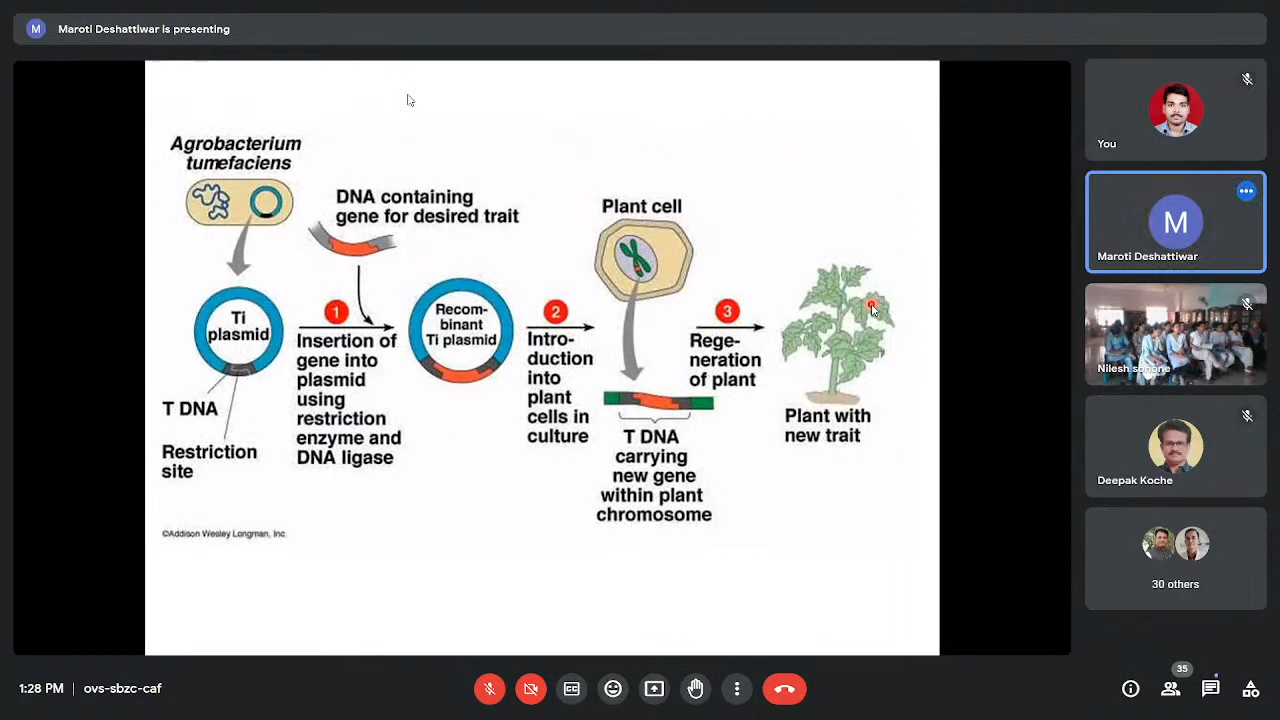 M
Maroti Deshattiwar is presenting
Agrobacterium
tumefaciens
DNA containing
gene for desired trait
Ti
plasmid
T DNA
Restriction
site
1
Insertion of
gene into
plasmid
using
restriction
enzyme and
DNA ligase
Recom-
binant
Ti plasmid
2
Intro-
duction
into
plant
cells in
culture
Plant cell
T DNA
carrying
new gene
within plant
chromosome
3
Rege-
neration
of plant
Plant with
new trait
©Addison Wesley Longman, Inc.
You
M
Maroti Deshattiwar
Nilesh sonone
Deepak Koche
30 others
1:28 PM | ovs-sbzc-caf
CC
35